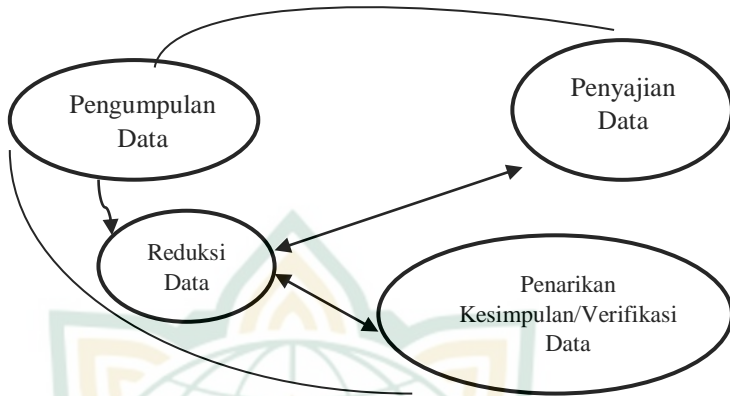 Pengumpulan
Data
Penyajian
Data
Reduksi
Data
Penarikan
Kesimpulan/Verifikasi
Data